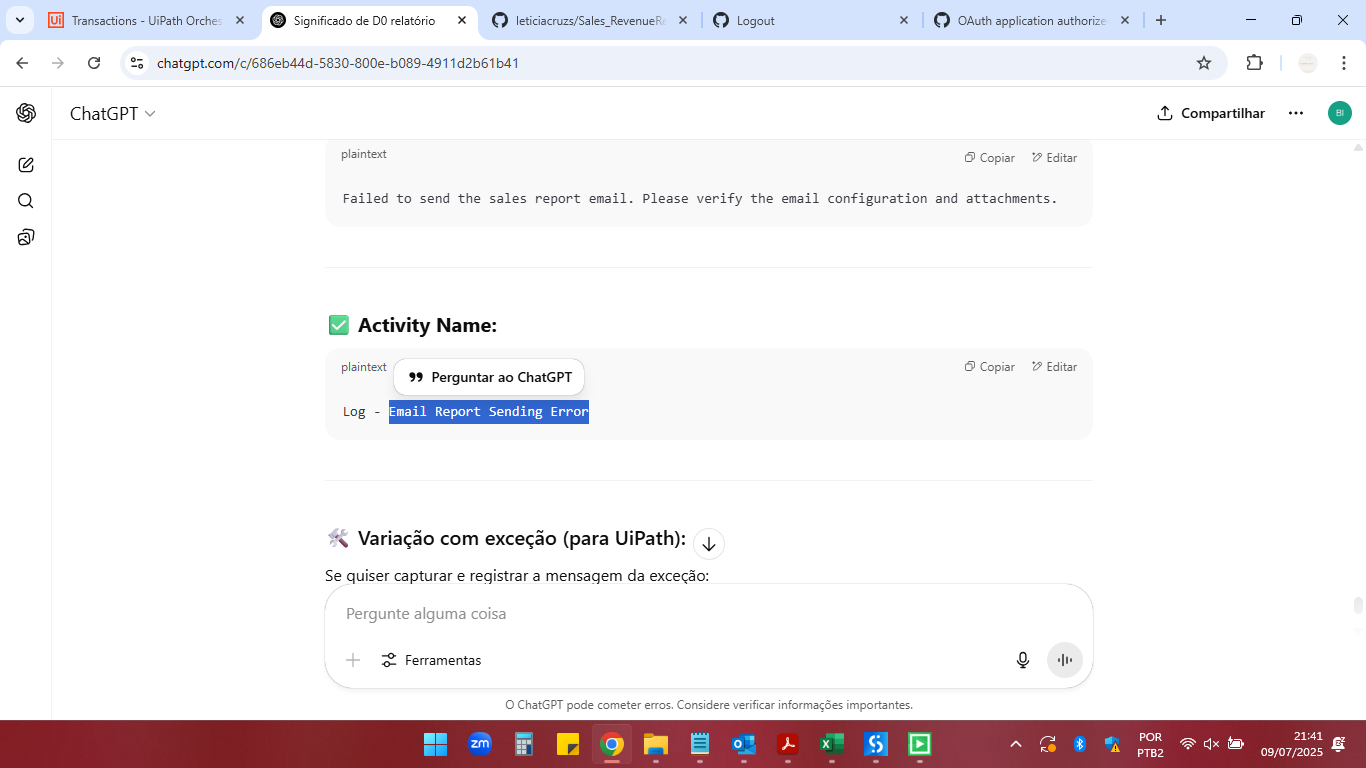 Transactions - UiPath Orches
Significado de D0 relatório
leticiacruzs/Sales_RevenueRe
Logout
OAuth application authorize
chatgpt.com/c/686eb44d-5830-800e-b089-4911d2b61b41
ChatGPT
Compartilhar
BI
plaintext
Copiar
Editar
Failed to send the sales report email. Please verify the email configuration and attachments.
✅ Activity Name:
plaintext
Perguntar ao ChatGPT
Copiar
Editar
Log - Email Report Sending Error
🛠️ Variação com exceção (para UiPath):
Se quiser capturar e registrar a mensagem da exceção:
Pergunte alguma coisa
Ferramentas
O ChatGPT pode cometer erros. Considere verificar informações importantes.
zm
POR
PTB2
21:41
09/07/2025